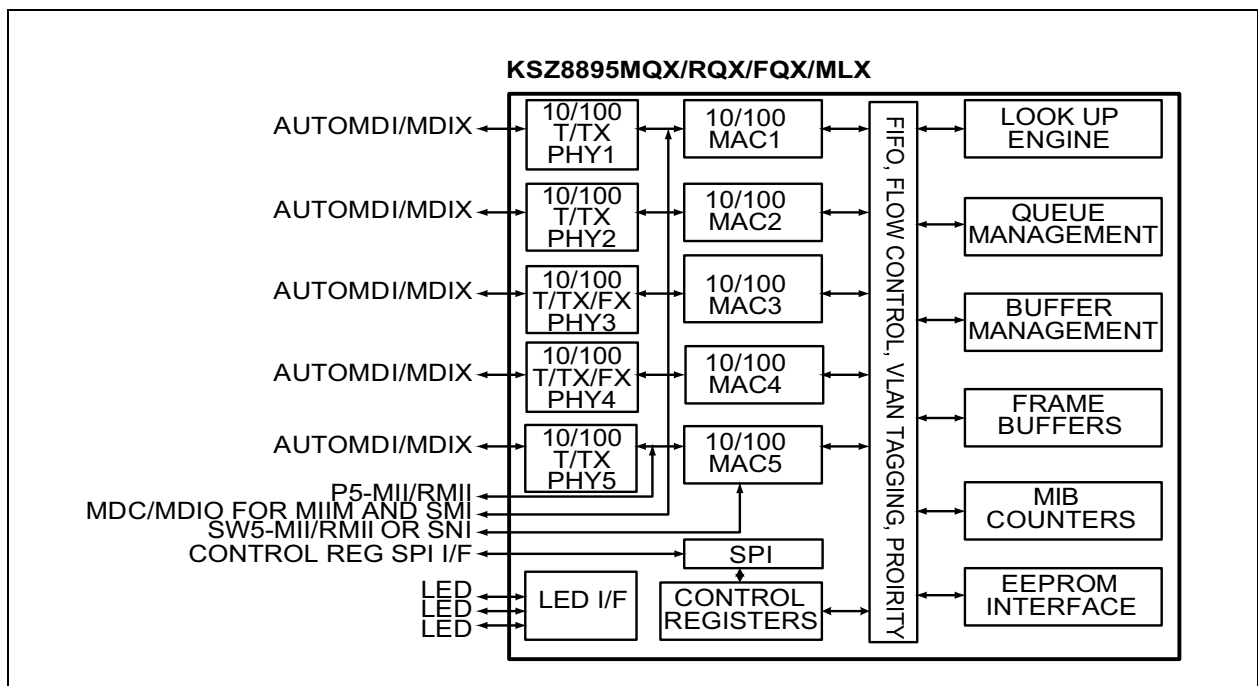 KSZ8895MQX/RQX/FQX/MLX
AUTOMDI/MDIX
10/100
T/TX
PHY1
10/100
MAC1
LOOK UP
ENGINE
AUTOMDI/MDIX
10/100
T/TX
PHY2
10/100
MAC2
QUEUE
MANAGEMENT
AUTOMDI/MDIX
10/100
T/TX/FX
PHY3
10/100
MAC3
BUFFER
MANAGEMENT
AUTOMDI/MDIX
10/100
T/TX/FX
PHY4
10/100
MAC4
FRAME
BUFFERS
AUTOMDI/MDIX
10/100
T/TX
PHY5
10/100
MAC5
FIFO, FLOW CONTROL, VLAN TAGGING, PROIRITY
P5-MII/RMII
MDC/MDIO FOR MIIM AND SMI
SW5-MII/RMII OR SNI
CONTROL REG SPI I/F
MIB
COUNTERS
SPI
LED
LED
LED
LED I/F
CONTROL
REGISTERS
EEPROM
INTERFACE